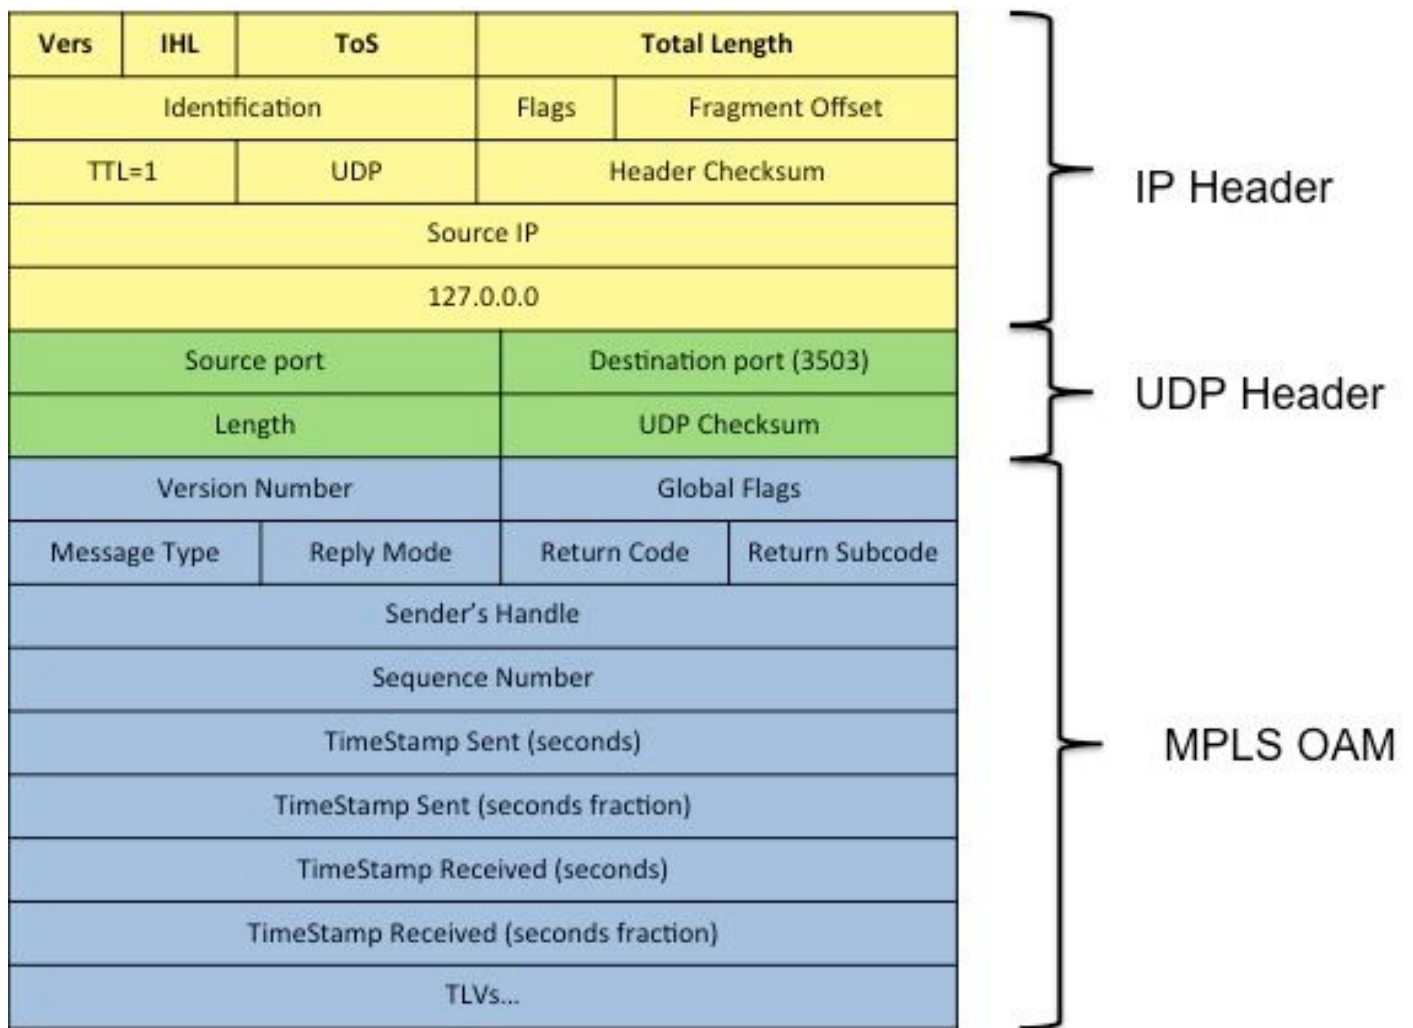 Vers IHL ToS Total Length
Identification Flags Fragment Offset
TTL=1 UDP Header Checksum
Source IP
127.0.0.0
IP Header
Source port Destination port (3503)
Length UDP Checksum
UDP Header
Version Number Global Flags
Message Type Reply Mode Return Code Return Subcode
Sender's Handle
Sequence Number
TimeStamp Sent (seconds)
TimeStamp Sent (seconds fraction)
TimeStamp Received (seconds)
TimeStamp Received (seconds fraction)
TLVs...
MPLS OAM